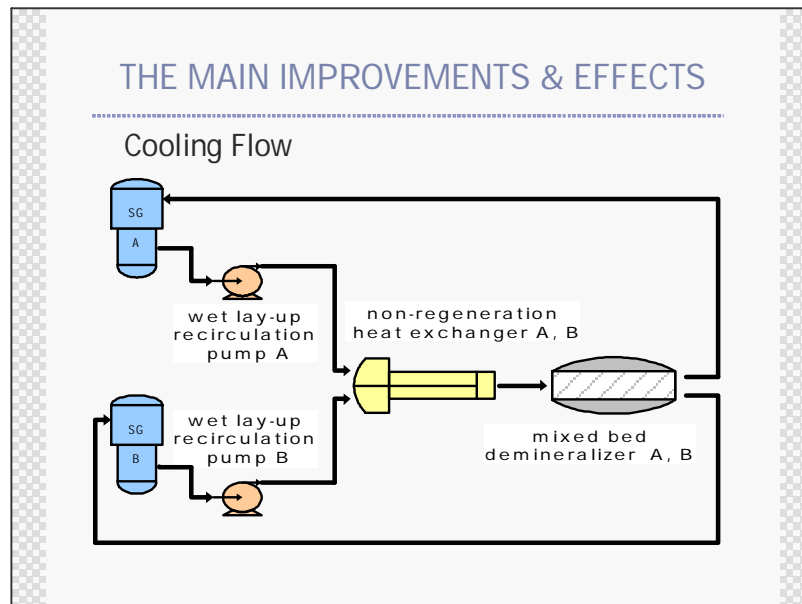 THE MAIN IMPROVEMENTS & EFFECTS
Cooling Flow
SG
A
wet lay-up
recirculation
pump A
non-regeneration
heat exchanger A, B
SG
B
wet lay-up
recirculation
pump B
mixed bed
demineralizer A, B